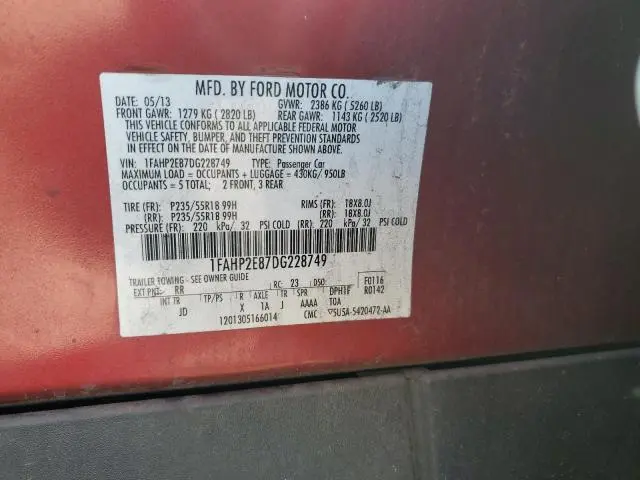 MFD. BY FORD MOTOR CO.
DATE: 05/13 GVWR: 2386 KG ( 5260 LB)
FRONT GAWR: 1279 KG ( 2820 LB) REAR GAWR: 1143 KG ( 2520 LB)
THIS VEHICLE CONFORMS TO ALL APPLICABLE FEDERAL MOTOR
VEHICLE SAFETY, BUMPER, AND THEFT PREVENTION STANDARDS
IN EFFECT ON THE DATE OF MANUFACTURE SHOWN ABOVE.
VIN: 1FAHP2E87DG228749 TYPE: Passenger Car
MAXIMUM LOAD = OCCUPANTS + LUGGAGE = 430KG/ 950LB
OCCUPANTS = 5 TOTAL: 2 FRONT, 3 REAR
TIRE (FR): P235/55R18 99H RIMS (FR): 18X8.0J
(RR): P235/55R18 99H (RR): 18X8.0J
PRESSURE (FR): 220 kPa/ 32 PSI COLD (RR): 220 kPa/ 32 PSI COLD
1FAHP2E87DG228749
TRAILER TOWING - SEE OWNER GUIDE
EXT PNT: RR RC: 23 DSO: F0116
INT TR TP/PS R AXLE TR SPR DPH1F R0142
JD X 1A J AAAA TOA
1201305166014 CMC: 5U5A-5420472-AA